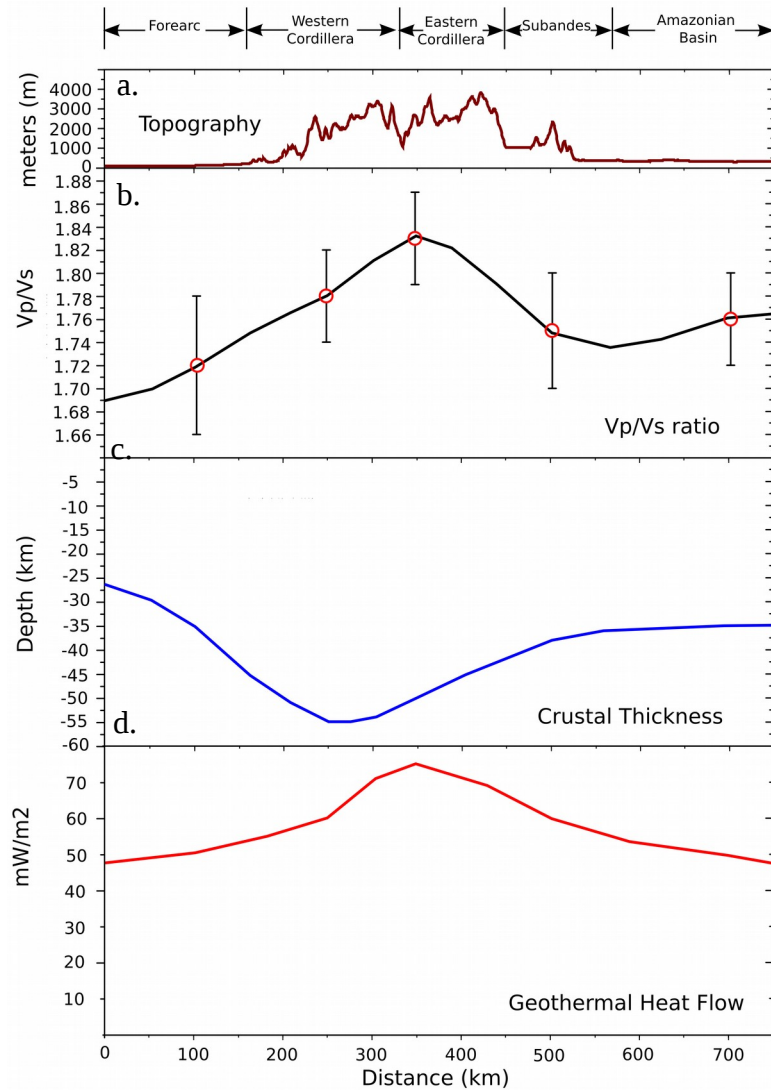 Forearc
Western
Cordillera
Eastern
Cordillera
Subandes
Amazonian
Basin
a.
Topography
meters (m)
4000
3000
2000
1000
0
b.
Vp/Vs
1.88
1.86
1.84
1.82
1.80
1.78
1.76
1.74
1.72
1.70
1.68
1.66
Vp/Vs ratio
c.
Depth (km)
-5
-10
-15
-20
-25
-30
-35
-40
-45
-50
-55
-60
Crustal Thickness
d.
mW/m2
70
60
50
40
30
20
10
Geothermal Heat Flow
0 100 200 300 400 500 600 700
Distance (km)